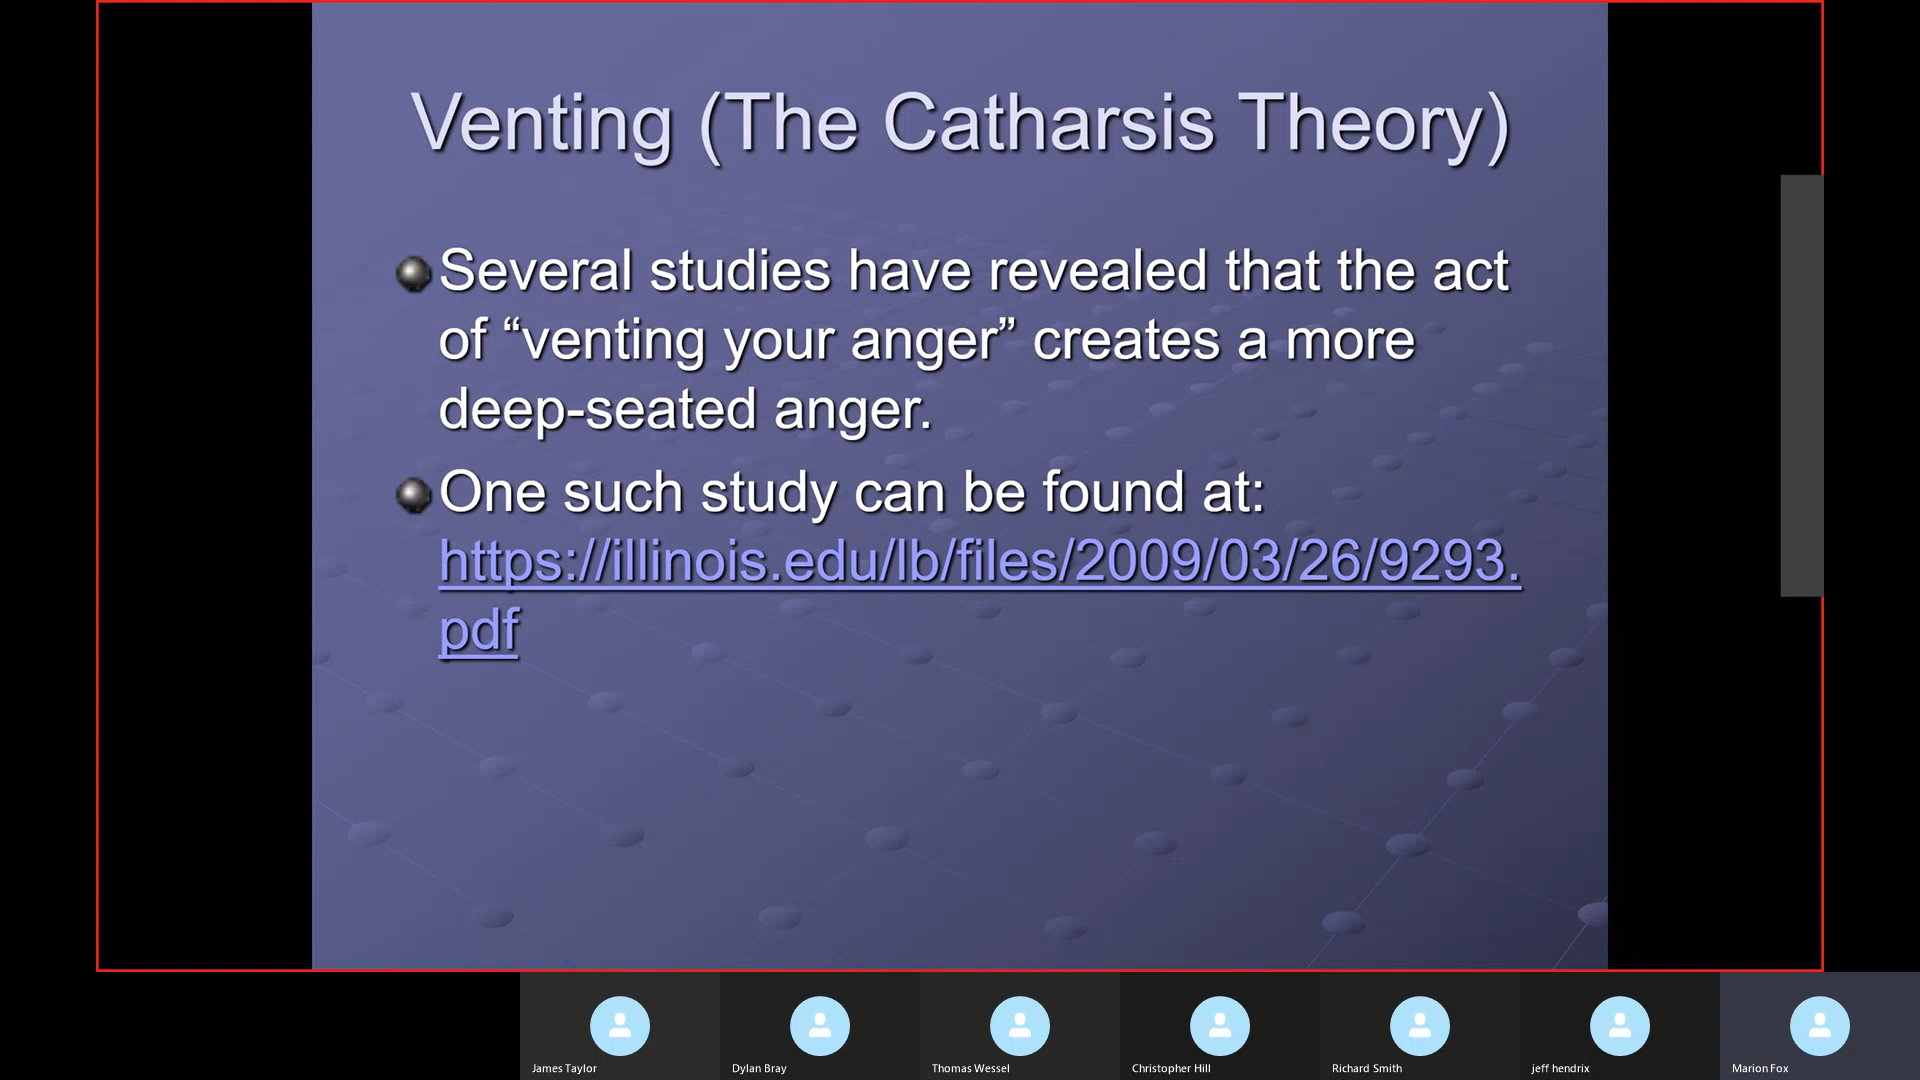 Venting (The Catharsis Theory)
Several studies have revealed that the act
of “venting your anger” creates a more
deep-seated anger.
One such study can be found at:
https://illinois.edu/lb/files/2009/03/26/9293.
pdf
James Taylor
Dylan Bray
Thomas Wessel
Christopher Hill
Richard Smith
jeff hendrix
Marion Fox